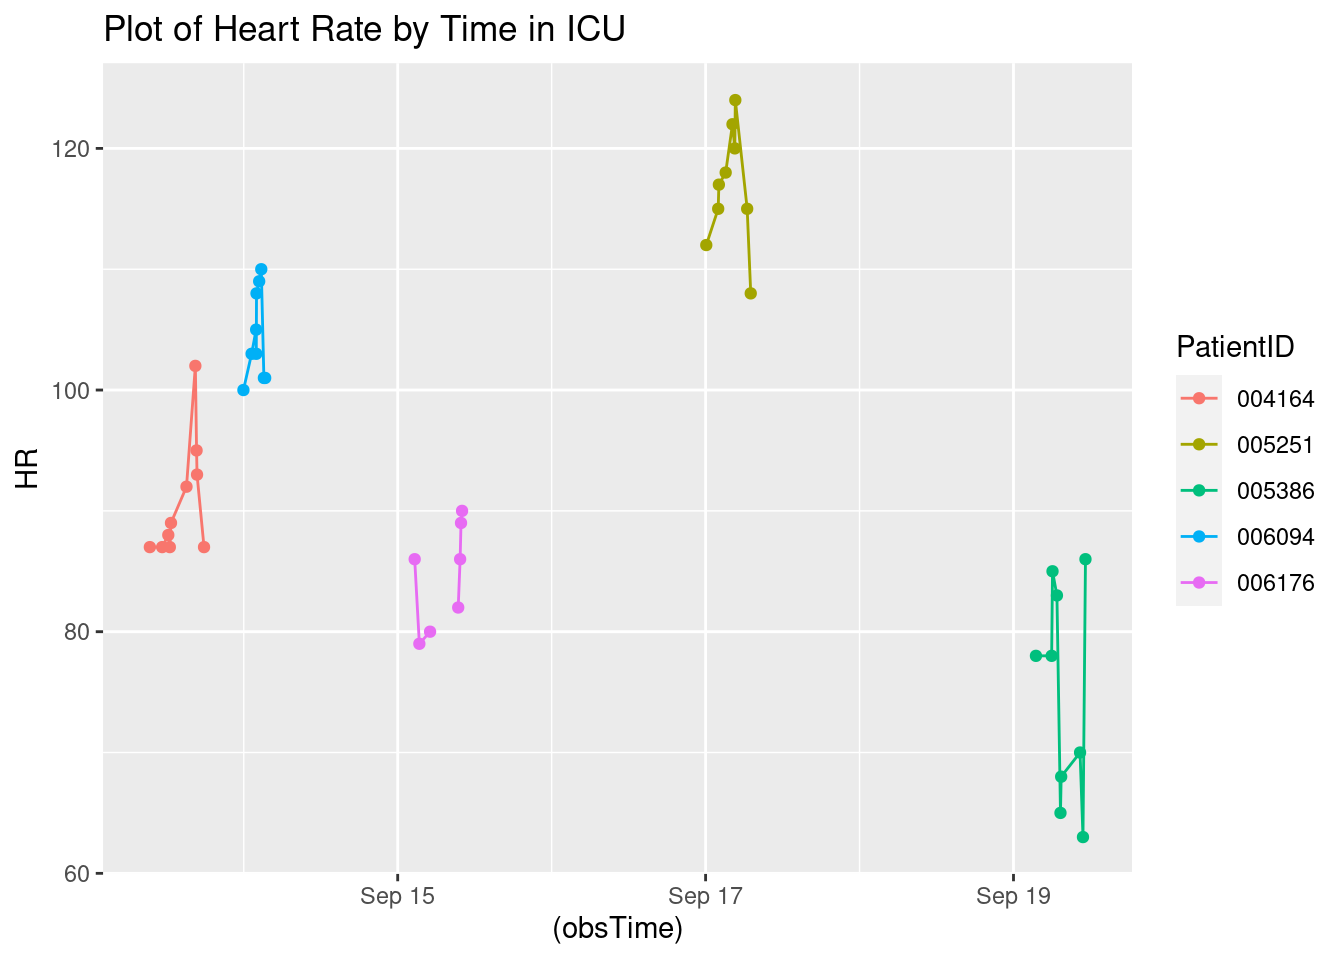 Plot of Heart Rate by Time in ICU
120
100
80
60
HR
Sep 15
Sep 17
Sep 19
(obsTime)
PatientID
004164
005251
005386
006094
006176